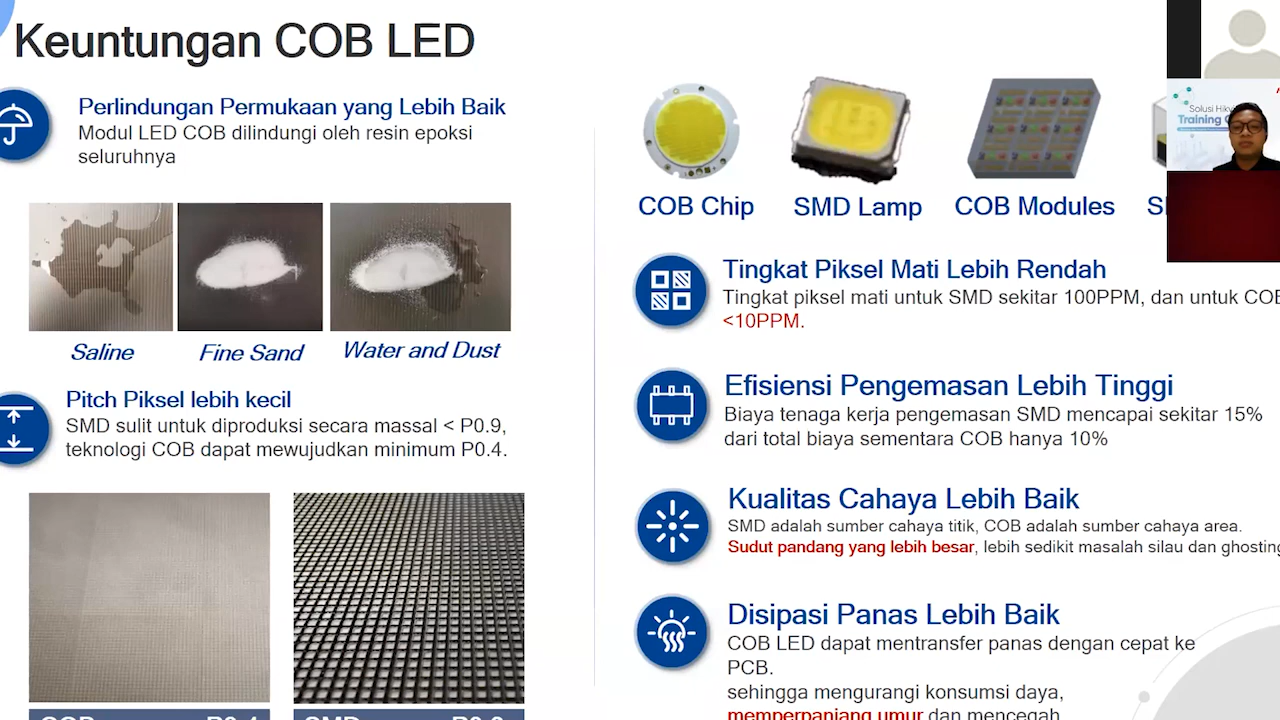 Keuntungan COB LED
Perlindungan Permukaan yang Lebih Baik
Modul LED COB dilindungi oleh resin epoksi
seluruhnya
Saline
Fine Sand
Water and Dust
Pitch Piksel lebih kecil
SMD sulit untuk diproduksi secara massal < P0.9,
teknologi COB dapat mewujudkan minimum P0.4.
COB Chip
SMD Lamp
COB Modules
Tingkat Piksel Mati Lebih Rendah
Tingkat piksel mati untuk SMD sekitar 100PPM, dan untuk COB
<10PPM.
Efisiensi Pengemasan Lebih Tinggi
Biaya tenaga kerja pengemasan SMD mencapai sekitar 15%
dari total biaya sementara COB hanya 10%
Kualitas Cahaya Lebih Baik
SMD adalah sumber cahaya titik, COB adalah sumber cahaya area.
Sudut pandang yang lebih besar, lebih sedikit masalah silau dan ghosting
Disipasi Panas Lebih Baik
COB LED dapat mentransfer panas dengan cepat ke
PCB.
sehingga mengurangi konsumsi daya,
memperpanjang umur dan mencegah
Solusi
Training